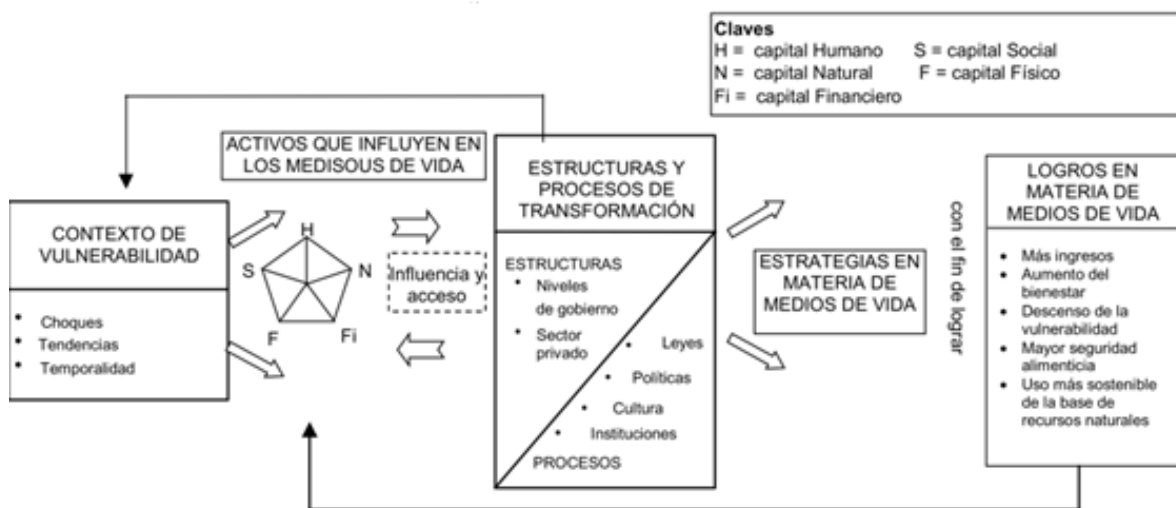 Claves
H = capital Humano S = capital Social
N = capital Natural F = capital Físico
Fi = capital Financiero
ACTIVOS QUE INFLUYEN EN
LOS MEDISOUS DE VIDA
CONTEXTO DE
VULNERABILIDAD
• Choques
• Tendencias
• Temporalidad
H
S
N
F
Fi
Influencia y
acceso
ESTRUCTURAS Y
PROCESOS DE
TRANSFORMACIÓN
ESTRUCTURAS
• Niveles
de gobierno
• Sector
privado
• Leyes
• Políticas
• Cultura
• Instituciones
PROCESOS
ESTRATEGIAS EN
MATERIA DE
MEDIOS DE VIDA
con el fin de lograr
LOGROS EN
MATERIA DE
MEDIOS DE VIDA
• Más ingresos
• Aumento del
bienestar
• Descenso de la
vulnerabilidad
• Mayor seguridad
alimenticia
• Uso más sostenible
de la base de
recursos naturales